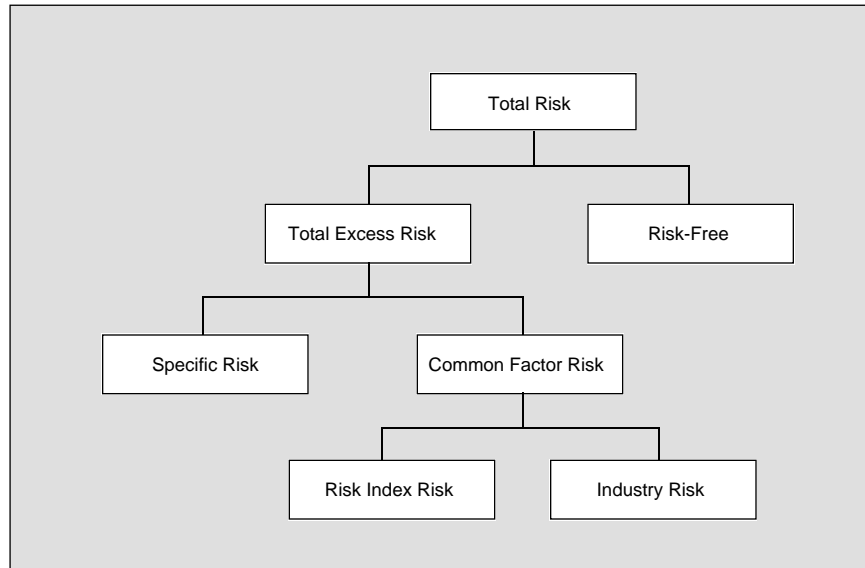 Total Risk
Total Excess Risk
Risk-Free
Specific Risk
Common Factor Risk
Risk Index Risk
Industry Risk